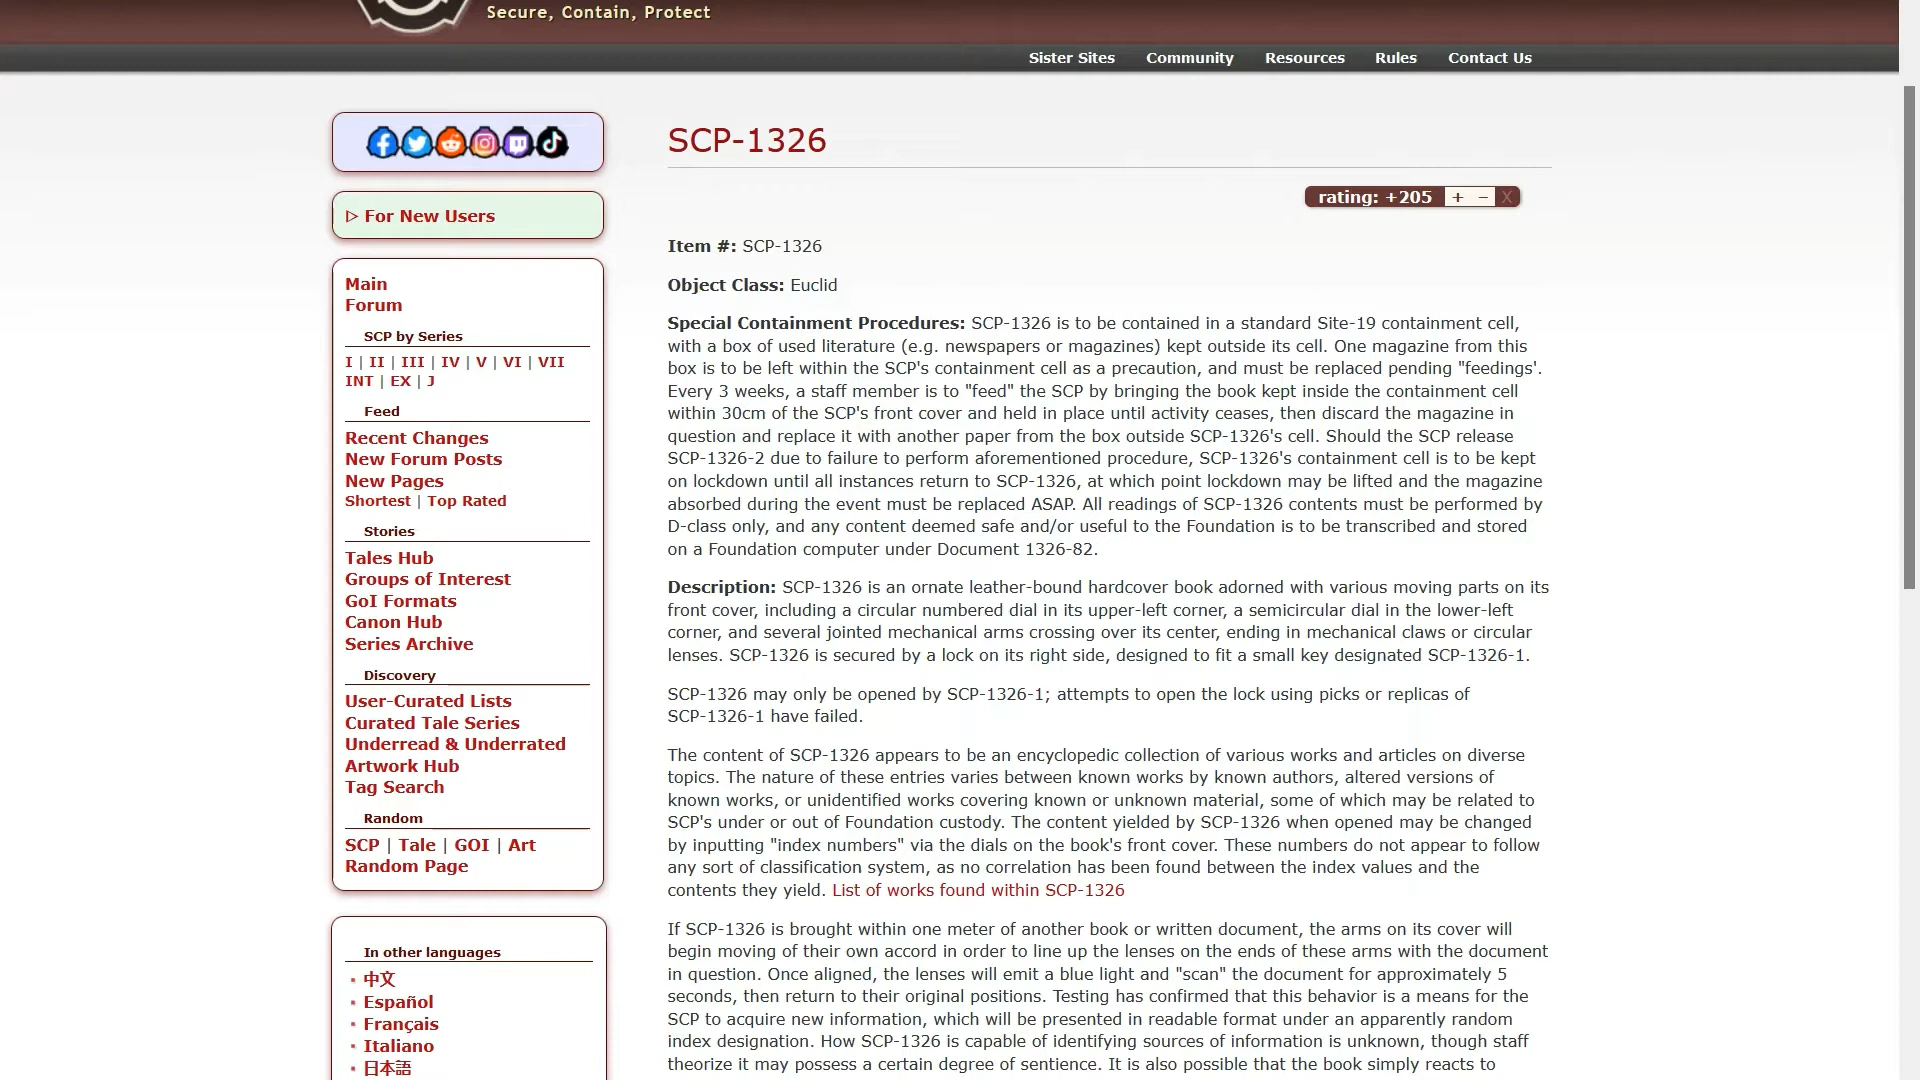 Secure, Contain, Protect
Sister Sites Community Resources Rules Contact Us
SCP-1326
rating: +205 + − X
▷ For New Users
Main
Forum
SCP by Series
I | II | III | IV | V | VI | VII
INT | EX | J
Feed
Recent Changes
New Forum Posts
New Pages
Shortest | Top Rated
Stories
Tales Hub
Groups of Interest
GoI Formats
Canon Hub
Series Archive
Discovery
User-Curated Lists
Curated Tale Series
Underread & Underrated
Artwork Hub
Tag Search
Random
SCP | Tale | GOI | Art
Random Page
In other languages
中文
Español
Français
Italiano
日本語
Item #: SCP-1326
Object Class: Euclid
Special Containment Procedures: SCP-1326 is to be contained in a standard Site-19 containment cell,
with a box of used literature (e.g. newspapers or magazines) kept outside its cell. One magazine from this
box is to be left within the SCP's containment cell as a precaution, and must be replaced pending "feedings'.
Every 3 weeks, a staff member is to "feed" the SCP by bringing the book kept inside the containment cell
within 30cm of the SCP's front cover and held in place until activity ceases, then discard the magazine in
question and replace it with another paper from the box outside SCP-1326's cell. Should the SCP release
SCP-1326-2 due to failure to perform aforementioned procedure, SCP-1326's containment cell is to be kept
on lockdown until all instances return to SCP-1326, at which point lockdown may be lifted and the magazine
absorbed during the event must be replaced ASAP. All readings of SCP-1326 contents must be performed by
D-class only, and any content deemed safe and/or useful to the Foundation is to be transcribed and stored
on a Foundation computer under Document 1326-82.
Description: SCP-1326 is an ornate leather-bound hardcover book adorned with various moving parts on its
front cover, including a circular numbered dial in its upper-left corner, a semicircular dial in the lower-left
corner, and several jointed mechanical arms crossing over its center, ending in mechanical claws or circular
lenses. SCP-1326 is secured by a lock on its right side, designed to fit a small key designated SCP-1326-1.
SCP-1326 may only be opened by SCP-1326-1; attempts to open the lock using picks or replicas of
SCP-1326-1 have failed.
The content of SCP-1326 appears to be an encyclopedic collection of various works and articles on diverse
topics. The nature of these entries varies between known works by known authors, altered versions of
known works, or unidentified works covering known or unknown material, some of which may be related to
SCP's under or out of Foundation custody. The content yielded by SCP-1326 when opened may be changed
by inputting "index numbers" via the dials on the book's front cover. These numbers do not appear to follow
any sort of classification system, as no correlation has been found between the index values and the
contents they yield. List of works found within SCP-1326
If SCP-1326 is brought within one meter of another book or written document, the arms on its cover will
begin moving of their own accord in order to line up the lenses on the ends of these arms with the document
in question. Once aligned, the lenses will emit a blue light and "scan" the document for approximately 5
seconds, then return to their original positions. Testing has confirmed that this behavior is a means for the
SCP to acquire new information, which will be presented in readable format under an apparently random
index designation. How SCP-1326 is capable of identifying sources of information is unknown, though staff
theorize it may possess a certain degree of sentience. It is also possible that the book simply reacts to